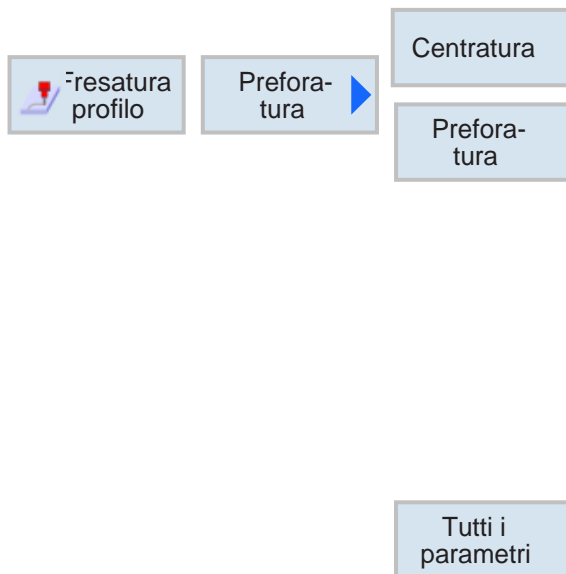 Centratura
Fresatura
profilo
Prefora-
tura
Prefora-
tura
Tutti i
parametri